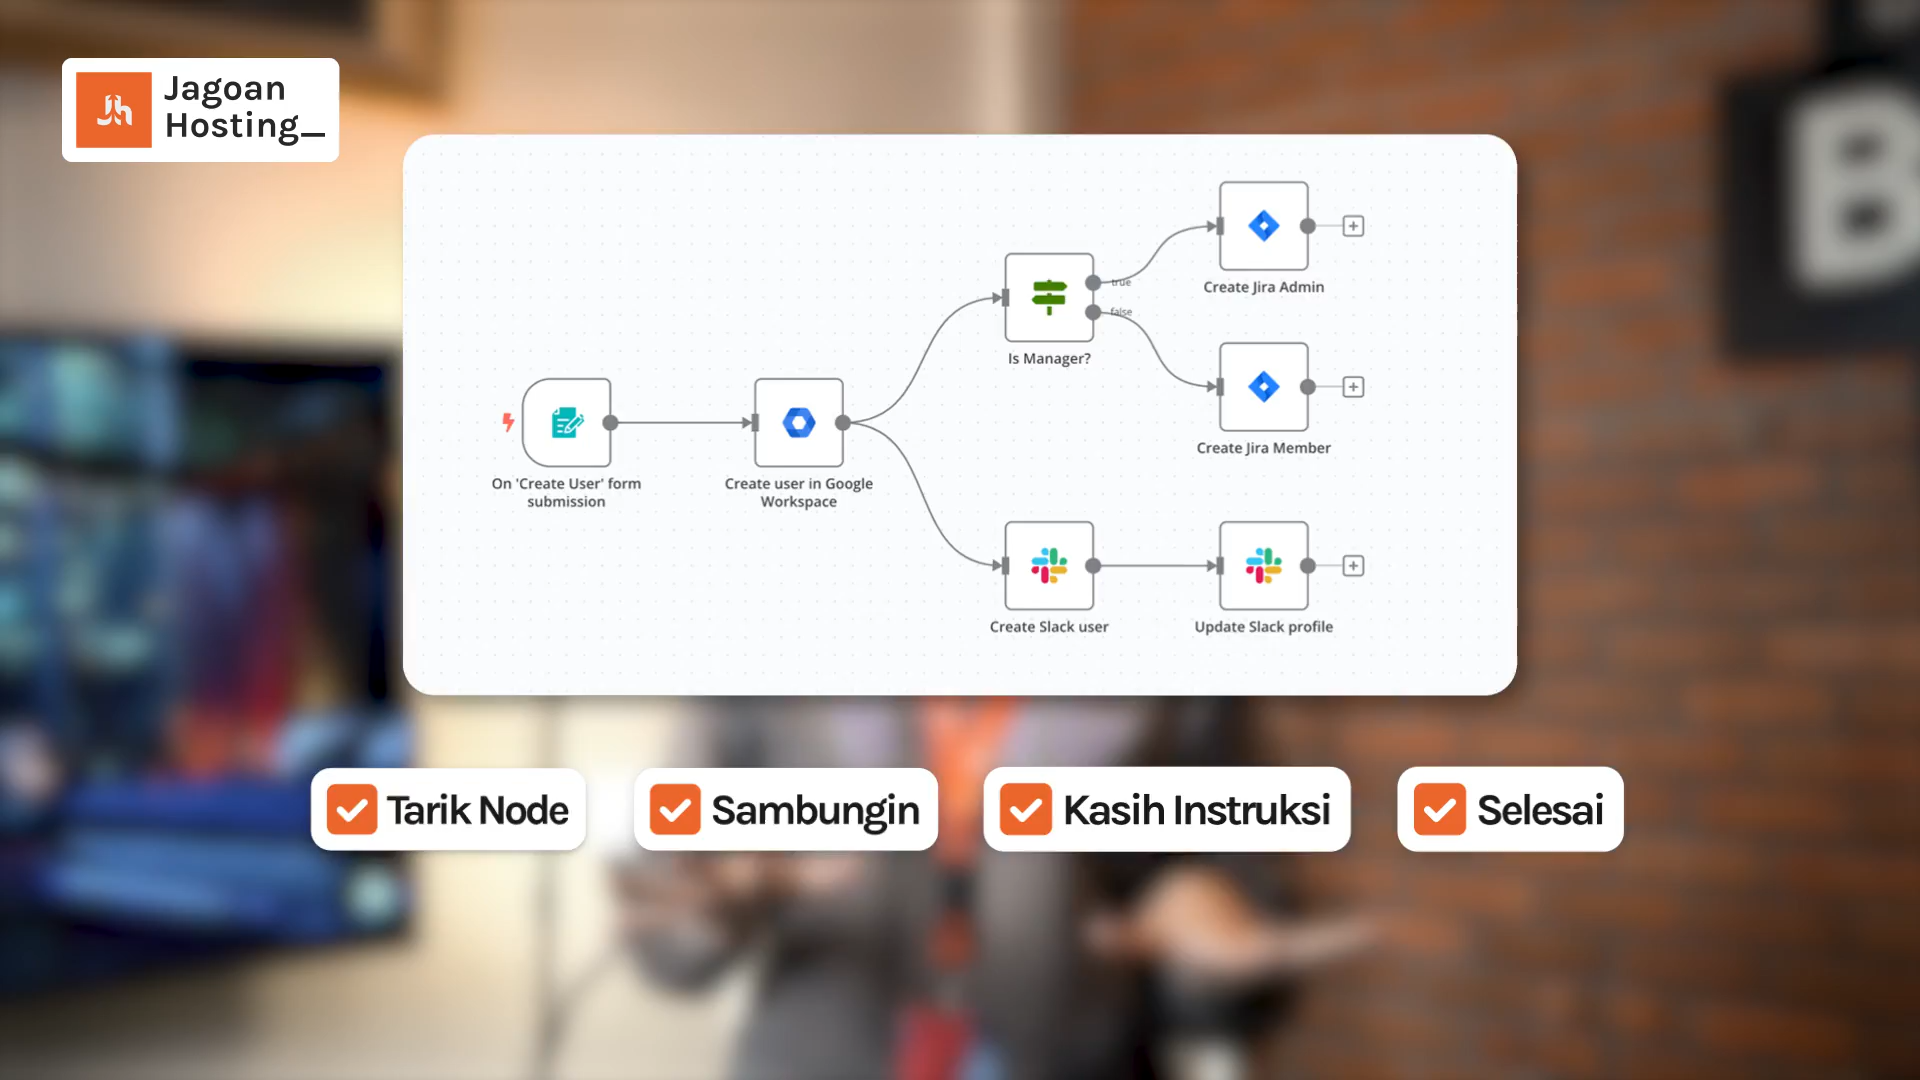 Jagoan
Hosting_
B
true
false
Create Jira Admin
Is Manager?
Create Jira Member
On 'Create User' form
submission
Create user in Google
Workspace
Create Slack user
Update Slack profile
Tarik Node
Sambungin
Kasih Instruksi
Selesai